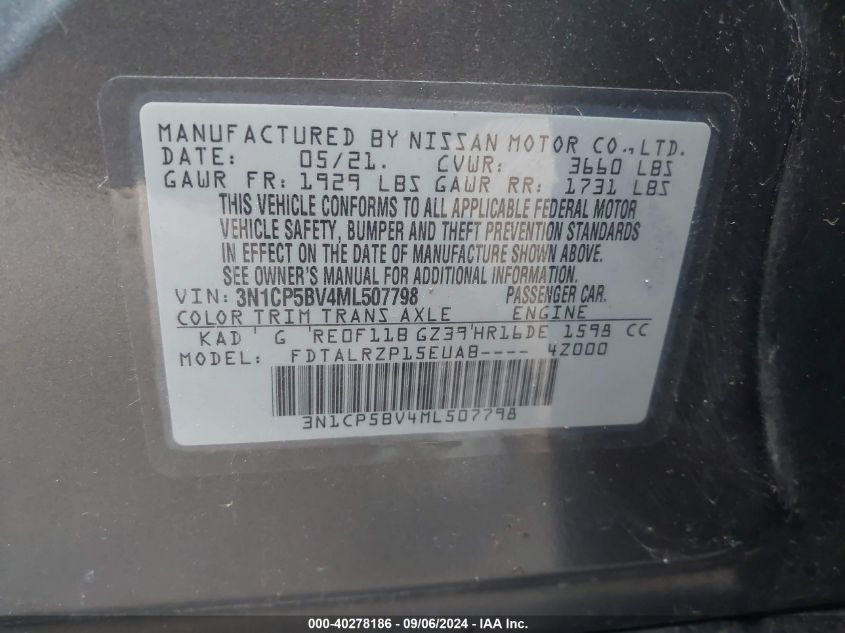 MANUFACTURED BY NISSAN MOTOR CO.,LTD.
DATE: 05/21. GVWR: 3660 LBS
GAWR FR: 1929 LBS GAWR RR: 1731 LBS
THIS VEHICLE CONFORMS TO ALL APPLICABLE FEDERAL MOTOR
VEHICLE SAFETY, BUMPER AND THEFT PREVENTION STANDARDS
IN EFFECT ON THE DATE OF MANUFACTURE SHOWN ABOVE.
SEE OWNER'S MANUAL FOR ADDITIONAL INFORMATION.
VIN: 3N1CP5BV4ML507798 PASSENGER CAR.
COLOR TRIM TRANS AXLE ENGINE
KAD ' G 'RE0F11B GZ39'HR16DE 1598 CC
MODEL: FDTALRZP15EUA8---- 4Z000
3N1CP5BV4ML507798
000-40278186 - 09/06/2024 - IAA Inc.